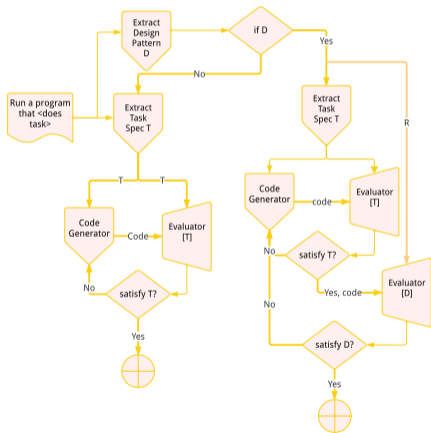 Extract
Design
Pattern
D
if D
Yes
No
Run a program
that <does
task>
Extract
Task
Spec T
Extract
Task
Spec T
R
T
T
Code
Generator
Code
Evaluator
[T]
Code
Generator
code
Evaluator
[T]
No
satisfy T?
No
satisfy T?
Yes, code
Evaluator
[D]
No
Yes
satisfy D?
Yes